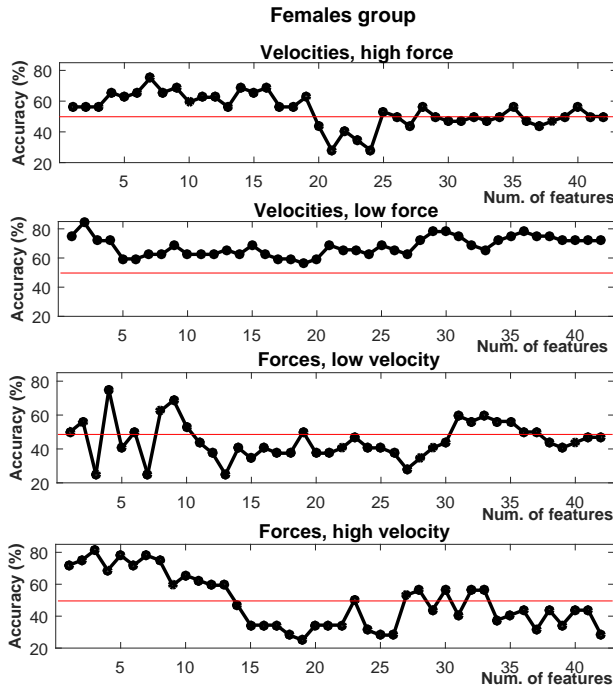 Females group
Velocities, high force
Accuracy (%)
80
60
40
20
5 10 15 20 25 30 35 40
Num. of features
Velocities, low force
Accuracy (%)
80
60
40
20
5 10 15 20 25 30 35 40
Num. of features
Forces, low velocity
Accuracy (%)
80
60
40
20
5 10 15 20 25 30 35 40
Num. of features
Forces, high velocity
Accuracy (%)
80
60
40
20
5 10 15 20 25 30 35 40
Num. of features